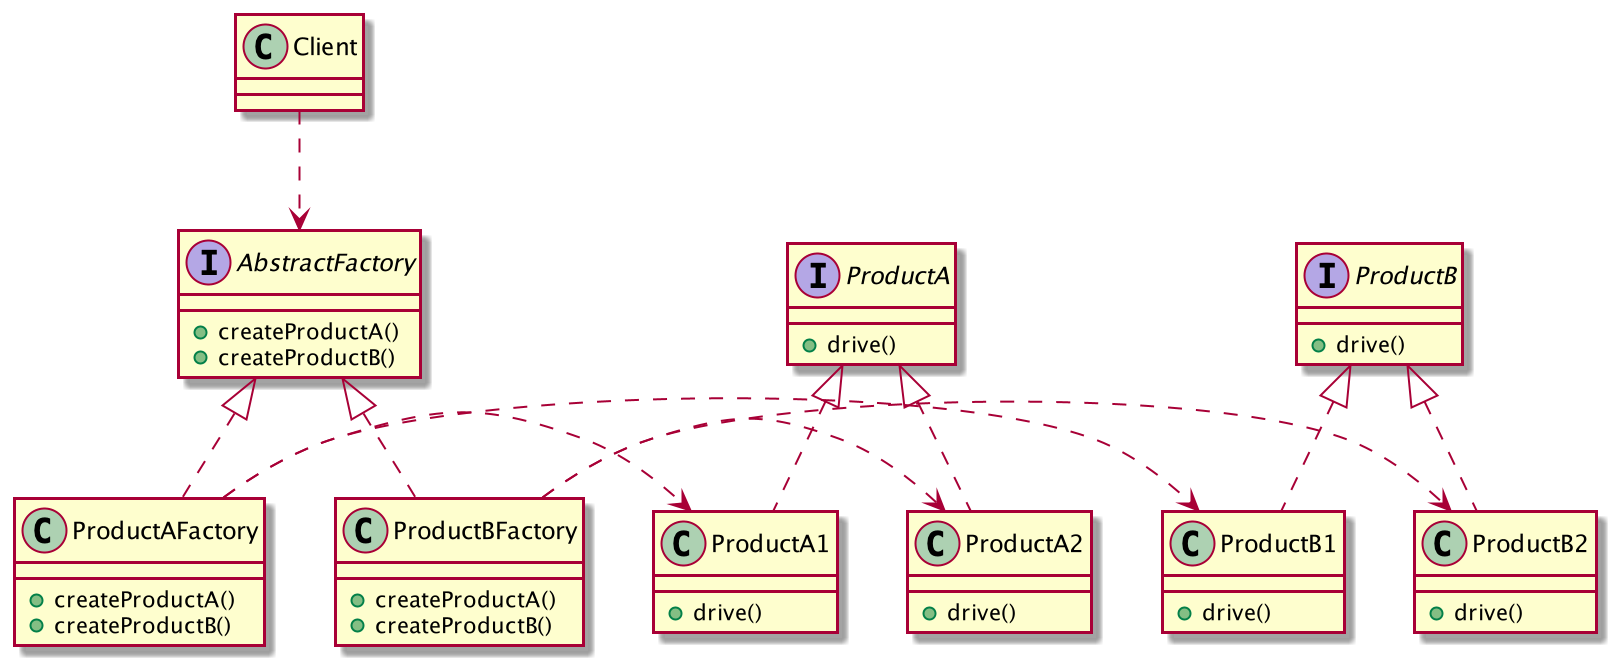 C Client
I AbstractFactory
createProductA()
createProductB()
I ProductA
drive()
I ProductB
drive()
C ProductAFactory
createProductA()
createProductB()
C ProductBFactory
createProductA()
createProductB()
C ProductA1
drive()
C ProductA2
drive()
C ProductB1
drive()
C ProductB2
drive()